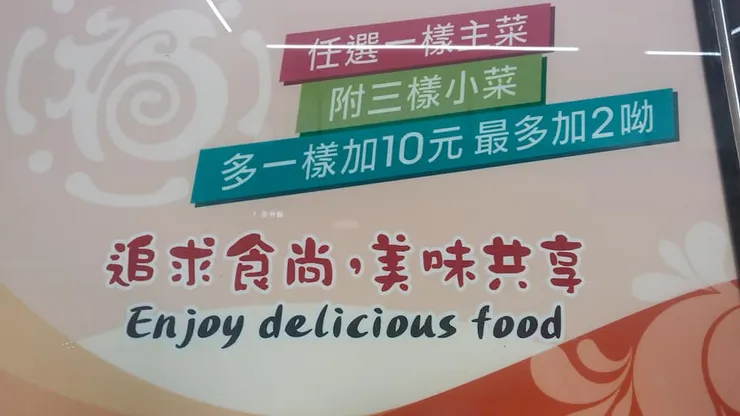 任選一樣主菜
附三樣小菜
多一樣加10元 最多加2呦
追求食尚,美味共享
Enjoy delicious food